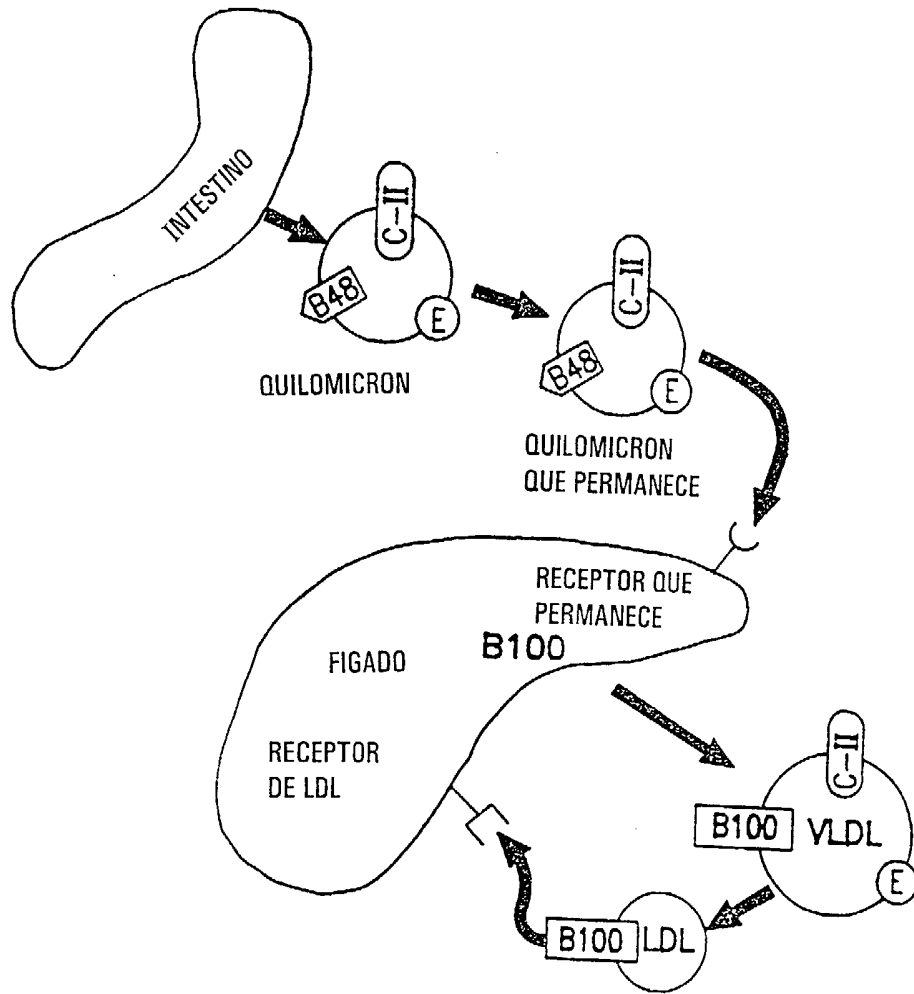 INTESTINO
C-II
B48
E
QUILOMICRON
C-II
B48
E
QUILOMICRON
QUE PERMANECE
RECEPTOR QUE
PERMANECE
B100
FIGADO
RECEPTOR
DE LDL
C-II
B100
VLDL
E
B100
LDL